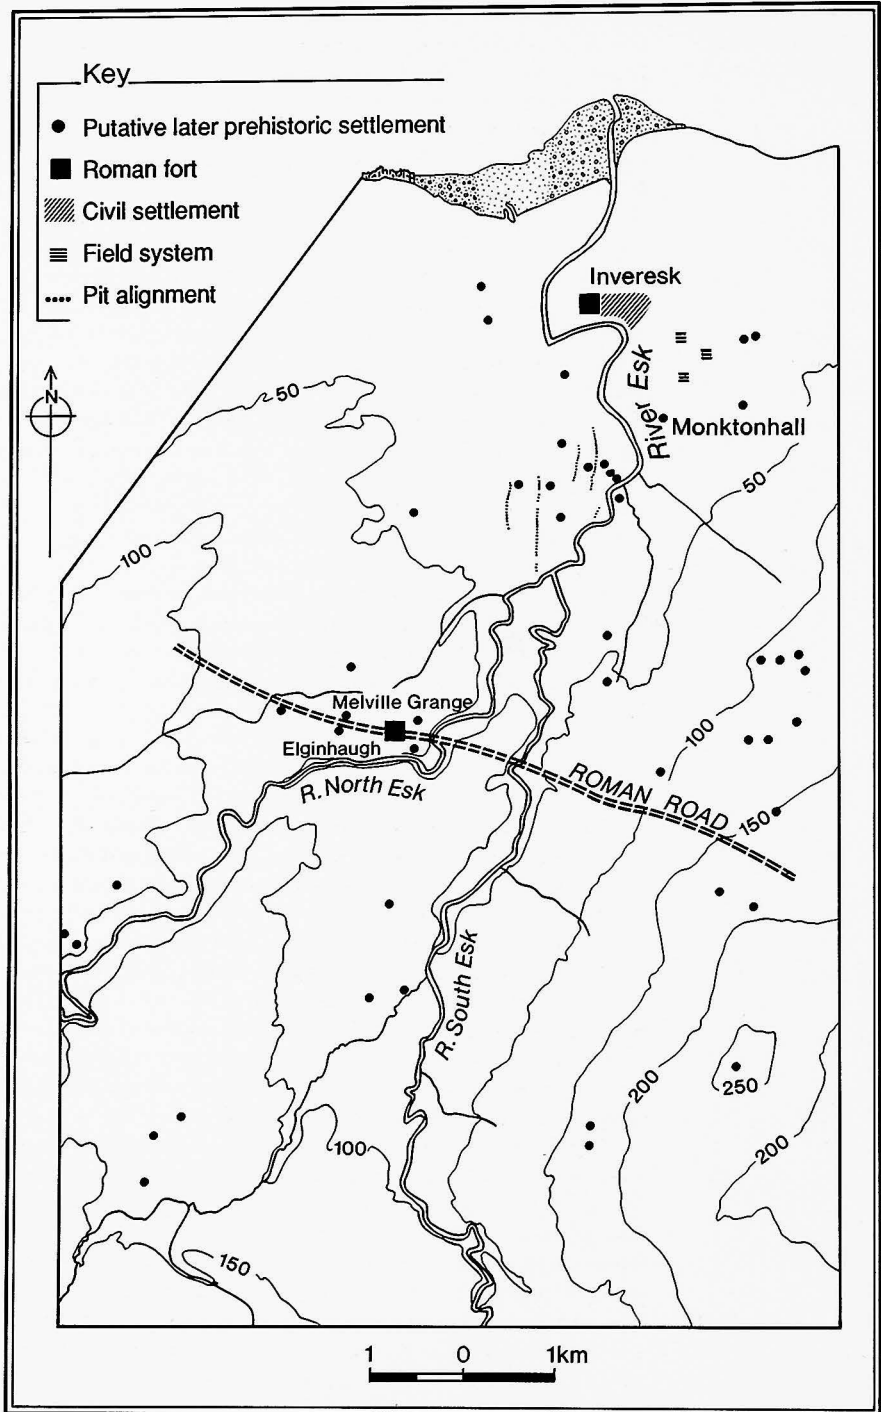 Key
Putative later prehistoric settlement
Roman fort
Civil settlement
Field system
Pit alignment
N
Inveresk
River Esk
Monktonhall
50
50
100
Melville Grange
Elginhaugh
R. North Esk
ROMAN ROAD
100
150
R. South Esk
200
250
200
100
150
1 0 1km